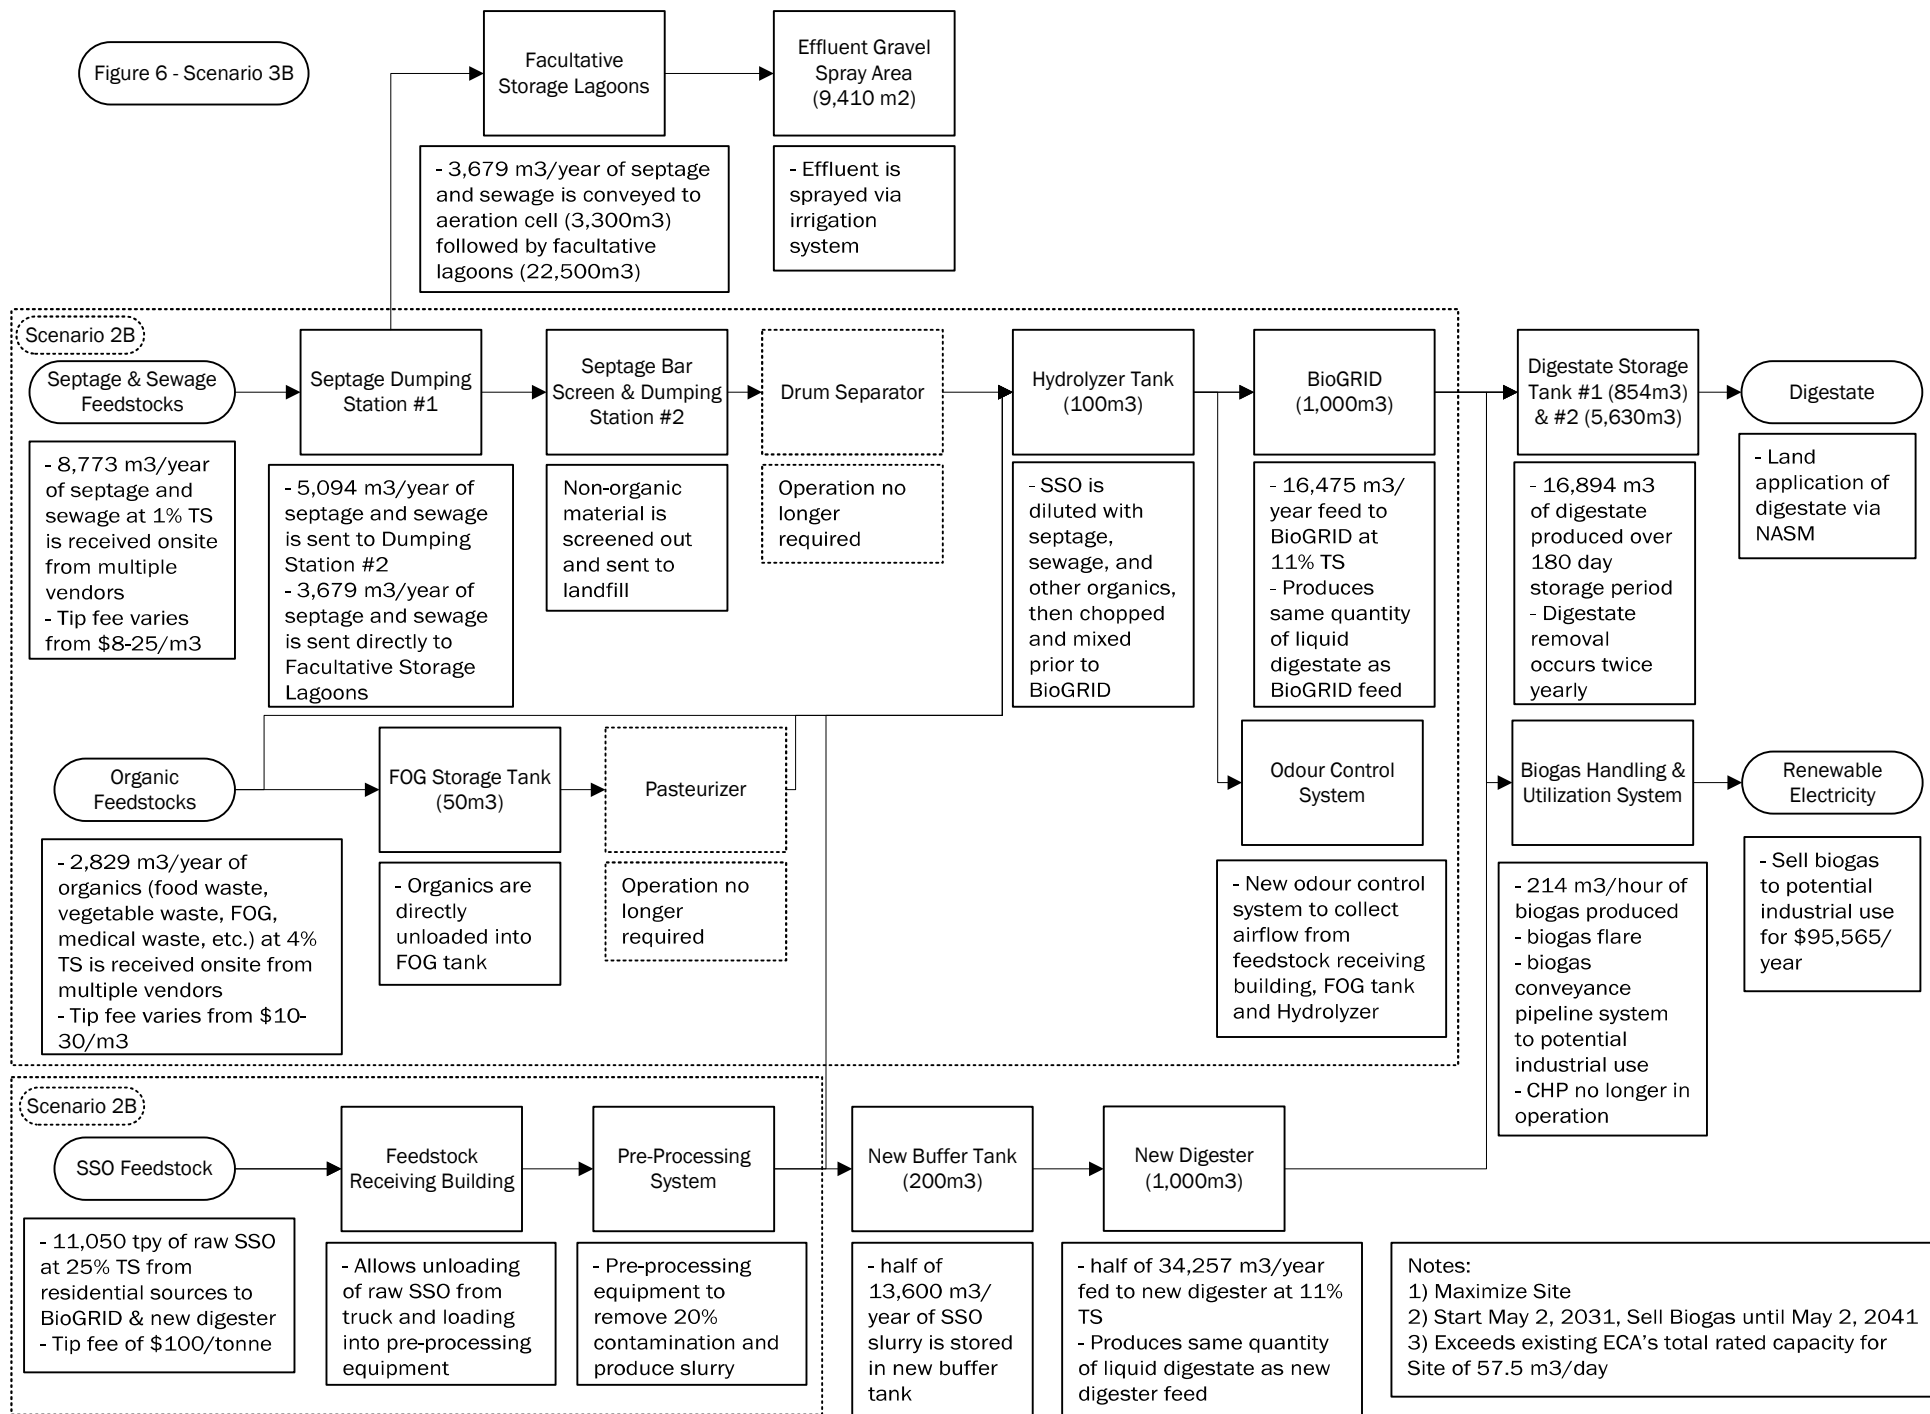 Figure 6 - Scenario 3B
Facultative
Storage Lagoons
Effluent Gravel
Spray Area
(9,410 m2)
- 3,679 m3/year of septage
and sewage is conveyed to
aeration cell (3,300m3)
followed by facultative
lagoons (22,500m3)
- Effluent is
sprayed via
irrigation
system
Scenario 2B
Septage & Sewage
Feedstocks
Septage Dumping
Station #1
Septage Bar
Screen & Dumping
Station #2
Drum Separator
Hydrolyzer Tank
(100m3)
BioGRID
(1,000m3)
Digestate Storage
Tank #1 (854m3)
& #2 (5,630m3)
Digestate
- 8,773 m3/year
of septage and
sewage at 1% TS
is received onsite
from multiple
vendors
- Tip fee varies
from $8-25/m3
- 5,094 m3/year of
septage and sewage
is sent to Dumping
Station #2
- 3,679 m3/year of
septage and sewage
is sent directly to
Facultative Storage
Lagoons
Non-organic
material is
screened out
and sent to
landfill
Operation no
longer
required
- SSO is
diluted with
septage,
sewage, and
other organics,
then chopped
and mixed
prior to
BioGRID
- 16,475 m3/
year feed to
BioGRID at
11% TS
- Produces
same quantity
of liquid
digestate as
BioGRID feed
- 16,894 m3
of digestate
produced over
180 day
storage period
- Digestate
removal
occurs twice
yearly
- Land
application of
digestate via
NASM
Organic
Feedstocks
FOG Storage Tank
(50m3)
Pasteurizer
Odour Control
System
Biogas Handling &
Utilization System
Renewable
Electricity
- 2,829 m3/year of
organics (food waste,
vegetable waste, FOG,
medical waste, etc.) at 4%
TS is received onsite from
multiple vendors
- Tip fee varies from $10-
30/m3
- Organics are
directly
unloaded into
FOG tank
Operation no
longer
required
- New odour control
system to collect
airflow from
feedstock receiving
building, FOG tank
and Hydrolyzer
- 214 m3/hour of
biogas produced
- biogas flare
- biogas
conveyance
pipeline system
to potential
industrial use
- CHP no longer in
operation
- Sell biogas
to potential
industrial use
for $95,565/
year
Scenario 2B
SSO Feedstock
Feedstock
Receiving Building
Pre-Processing
System
New Buffer Tank
(200m3)
New Digester
(1,000m3)
- 11,050 tpy of raw SSO
at 25% TS from
residential sources to
BioGRID & new digester
- Tip fee of $100/tonne
- Allows unloading
of raw SSO from
truck and loading
into pre-processing
equipment
- Pre-processing
equipment to
remove 20%
contamination and
produce slurry
- half of
13,600 m3/
year of SSO
slurry is stored
in new buffer
tank
- half of 34,257 m3/year
fed to new digester at 11%
TS
- Produces same quantity
of liquid digestate as new
digester feed
Notes:
1) Maximize Site
2) Start May 2, 2031, Sell Biogas until May 2, 2041
3) Exceeds existing ECA's total rated capacity for
Site of 57.5 m3/day